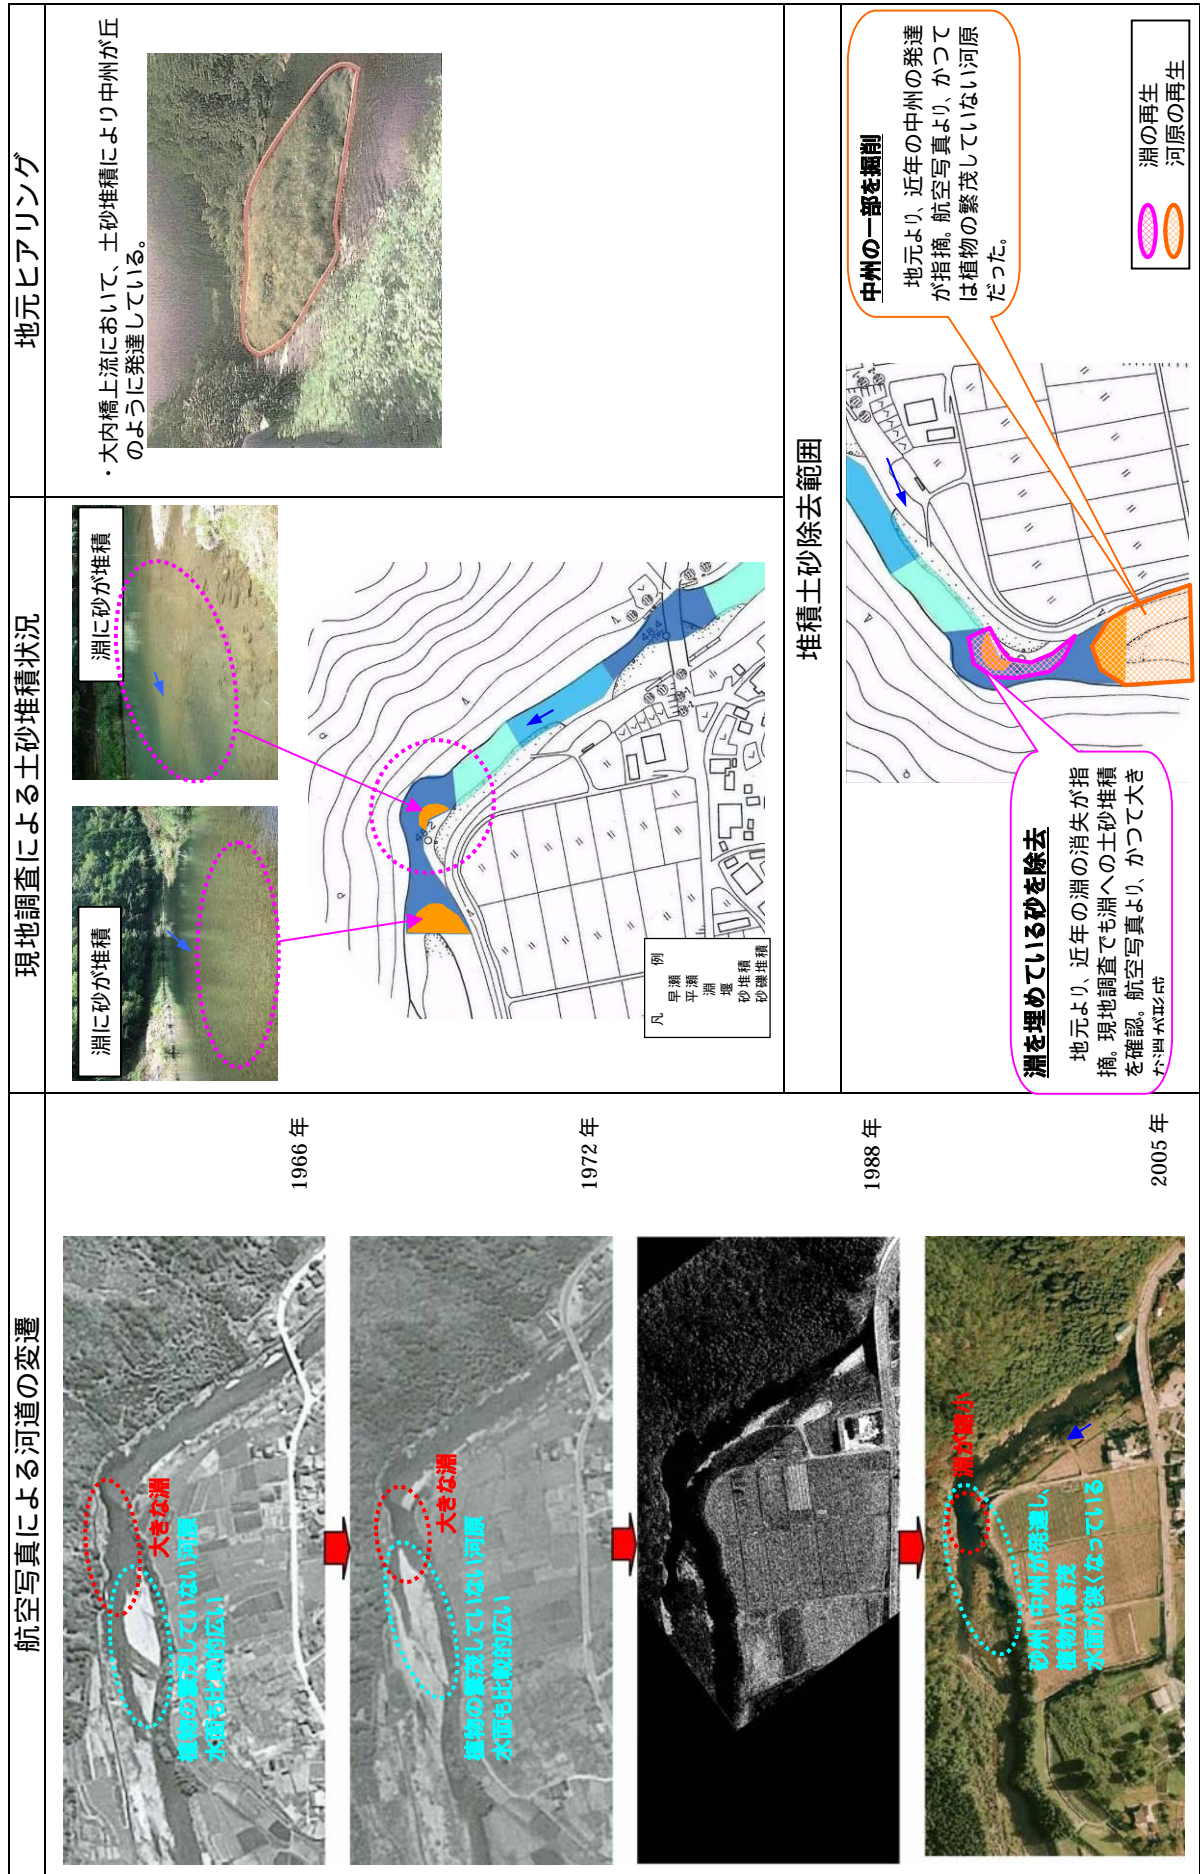 航空写真による河道の変遷
大きな淵
植物の繁茂していない河原
水面も比較的広い
1966 年
大きな淵
植物の繁茂していない河原
水面も比較的広い
1972 年
1988 年
淵が縮小
砂州 中州が発達し、
植物が繁茂
水面が狭くなっている
2005 年
現地調査による土砂堆積状況
淵に砂が堆積
淵に砂が堆積
凡 例
早瀬
平瀬
淵
堰
砂堆積
砂礫堆積
48.2
48.4
地元ヒアリング
・大内橋上流において、土砂堆積により中州が丘
のように発達している。
堆積土砂除去範囲
淵を埋めている砂を除去
地元より、近年の淵の消失が指
摘。現地調査でも淵への土砂堆積
を確認。航空写真より、かつて大き
な淵が形成
中州の一部を掘削
地元より、近年の中州の発達
が指摘。航空写真より、かつて
は植物の繁茂していない河原
だった。
淵の再生
河原の再生